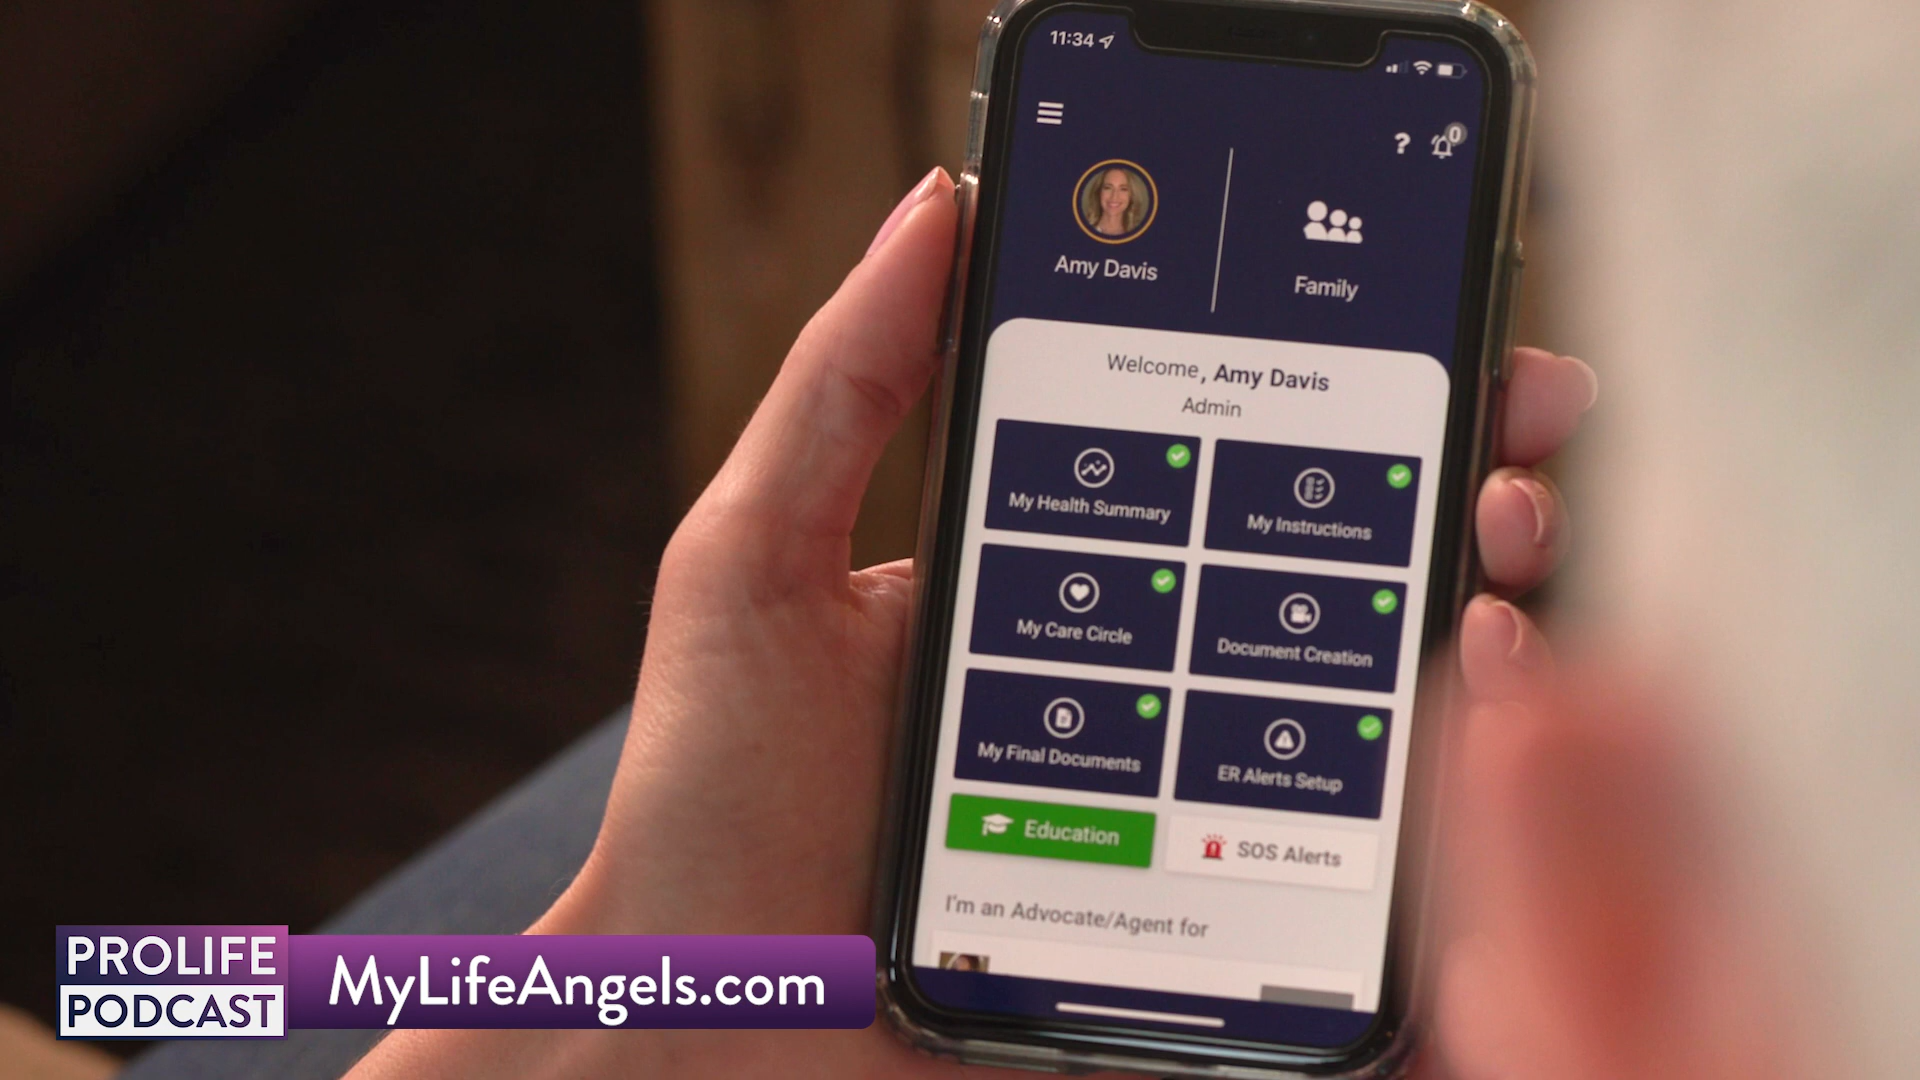 11:34
?
0
Amy Davis
Family
Welcome, Amy Davis
Admin
My Health Summary
My Instructions
My Care Circle
Document Creation
My Final Documents
ER Alerts Setup
Education
SOS Alerts
I'm an Advocate/Agent for
PROLIFE
PODCAST
MyLifeAngels.com